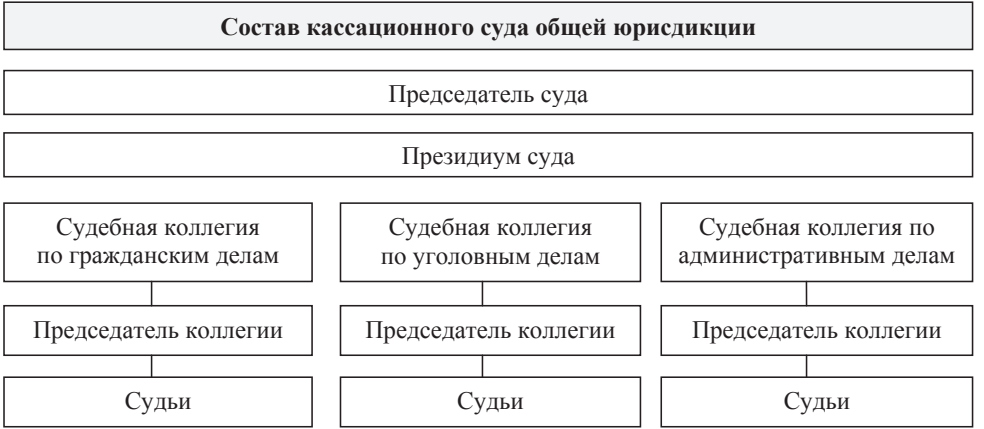 Состав кассационного суда общей юрисдикции
Председатель суда
Президиум суда
Судебная коллегия
по гражданским делам
Судебная коллегия
по уголовным делам
Судебная коллегия по
административным делам
Председатель коллегии
Председатель коллегии
Председатель коллегии
Судьи
Судьи
Судьи